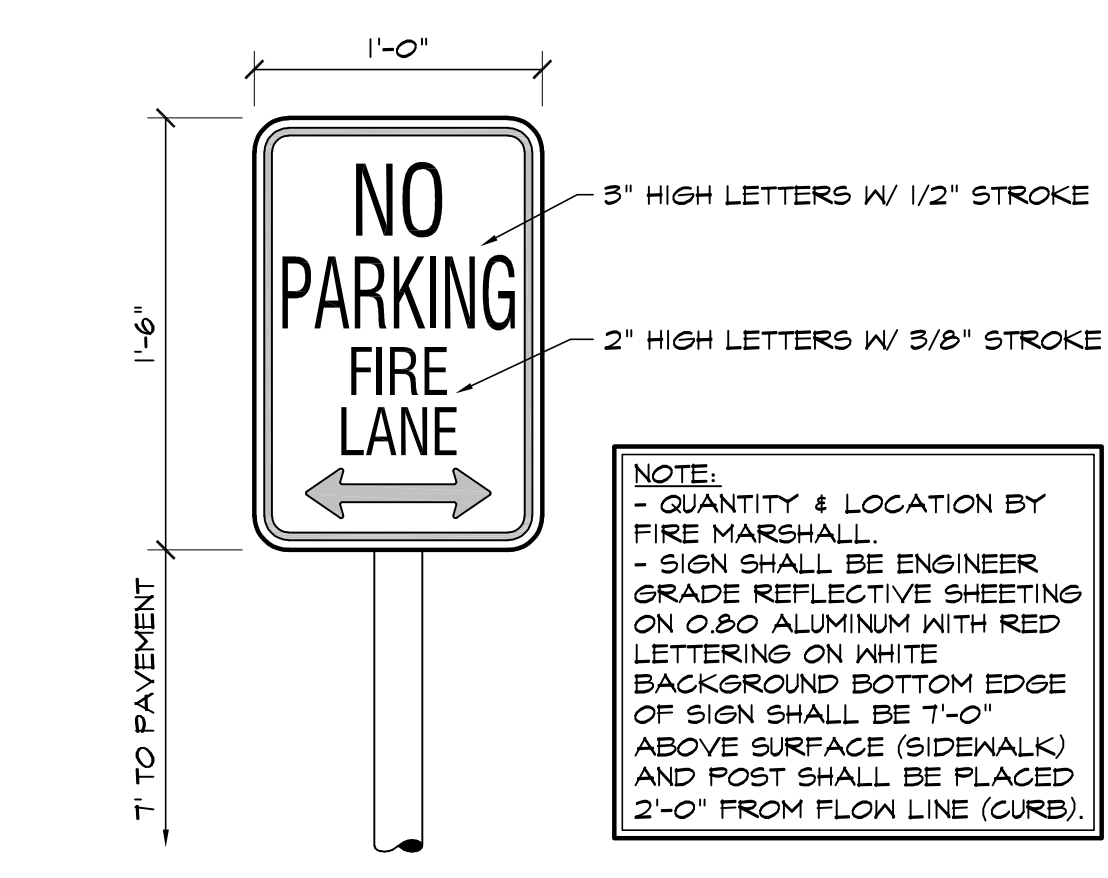 1'-0"
NO
PARKING
FIRE
LANE
3" HIGH LETTERS W/ 1/2" STROKE
2" HIGH LETTERS W/ 3/8" STROKE
1'-6"
7' TO PAVEMENT
NOTE:
- QUANTITY & LOCATION BY
FIRE MARSHALL.
- SIGN SHALL BE ENGINEER
GRADE REFLECTIVE SHEETING
ON 0.80 ALUMINUM WITH RED
LETTERING ON WHITE
BACKGROUND BOTTOM EDGE
OF SIGN SHALL BE 7'-0"
ABOVE SURFACE (SIDEWALK)
AND POST SHALL BE PLACED
2'-0" FROM FLOW LINE (CURB).